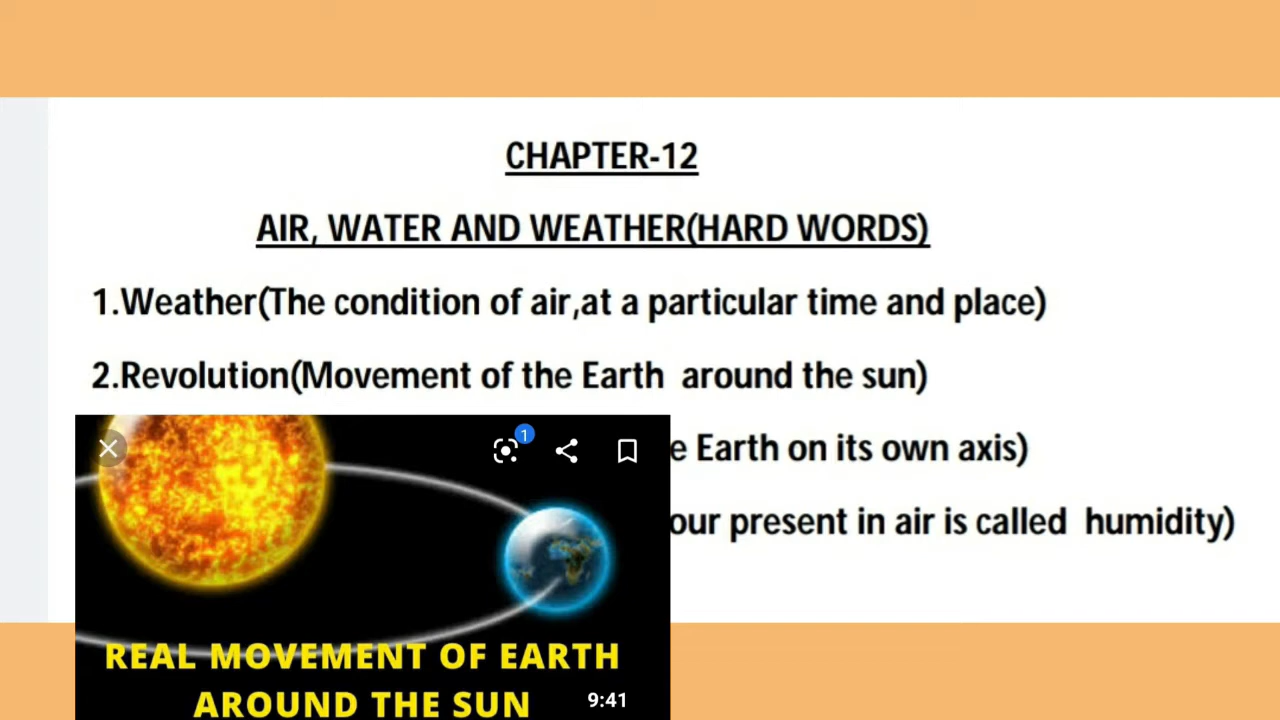 CHAPTER-12
AIR, WATER AND WEATHER(HARD WORDS)
1.Weather(The condition of air,at a particular time and place)
2.Revolution(Movement of the Earth around the sun)
e Earth on its own axis)
our present in air is called humidity)
1
REAL MOVEMENT OF EARTH
AROUND THE SUN
9:41